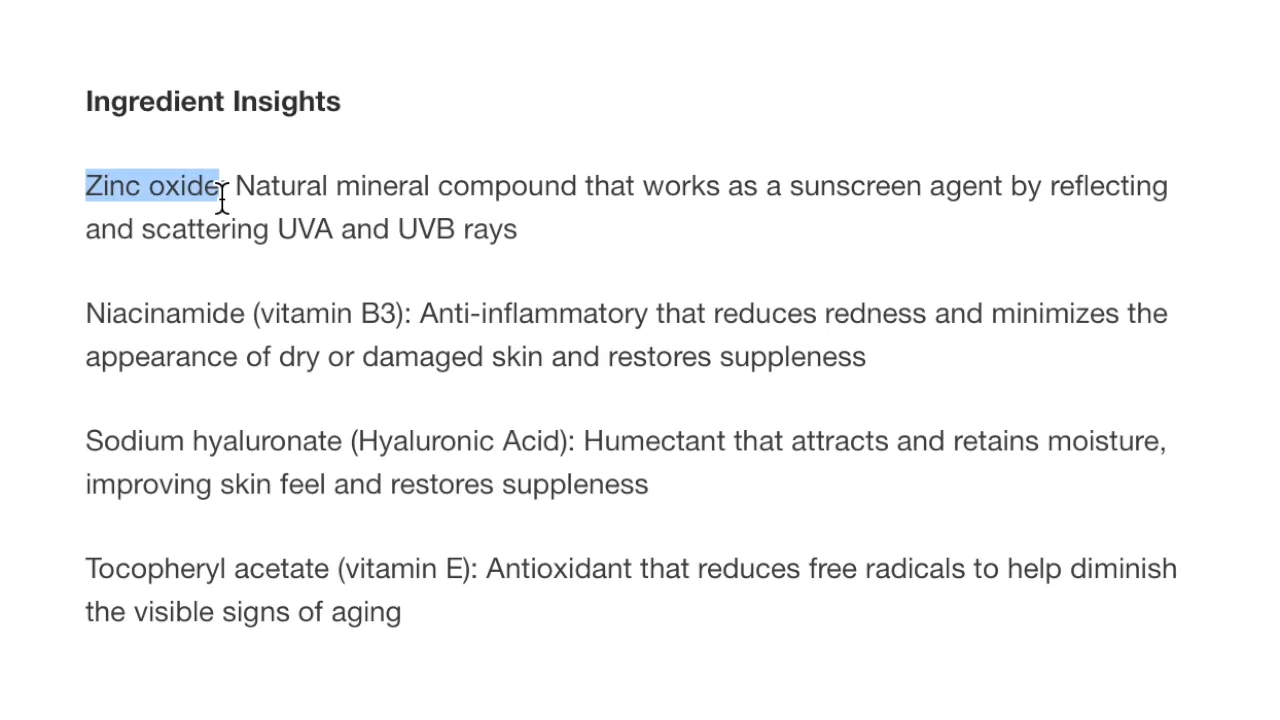 Ingredient Insights
Zinc oxide: Natural mineral compound that works as a sunscreen agent by reflecting
and scattering UVA and UVB rays
Niacinamide (vitamin B3): Anti-inflammatory that reduces redness and minimizes the
appearance of dry or damaged skin and restores suppleness
Sodium hyaluronate (Hyaluronic Acid): Humectant that attracts and retains moisture,
improving skin feel and restores suppleness
Tocopheryl acetate (vitamin E): Antioxidant that reduces free radicals to help diminish
the visible signs of aging